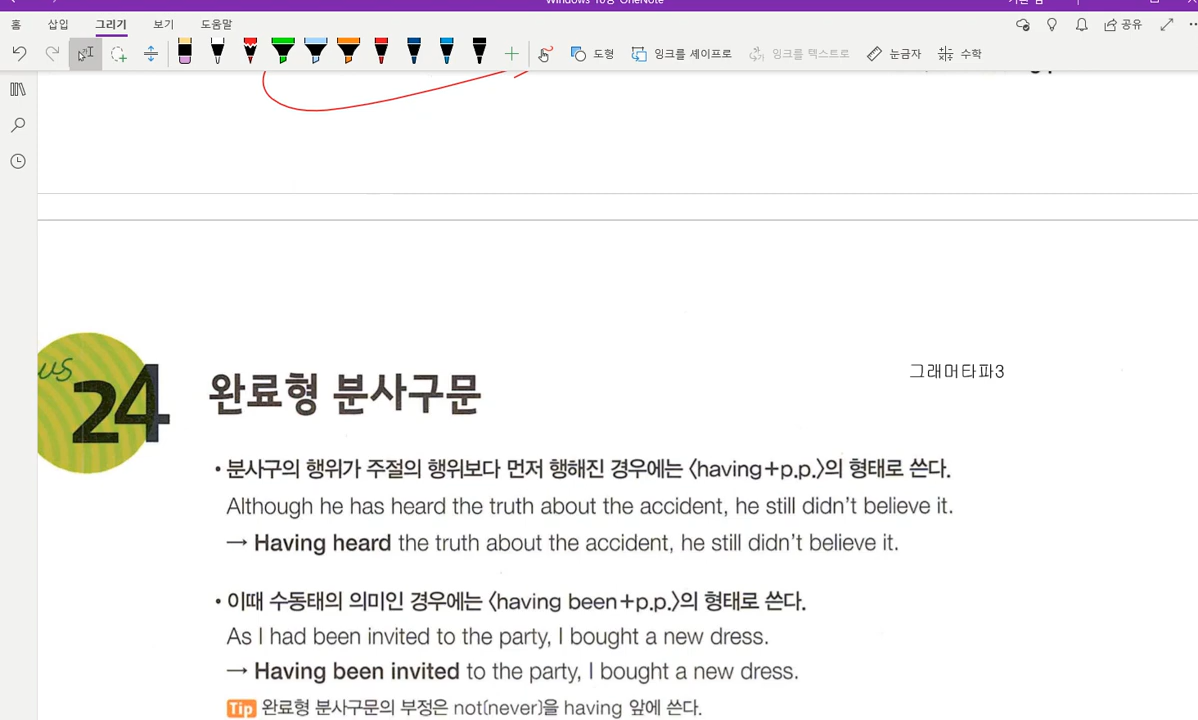 Windows 10용 OneNote
홈 삽입 그리기 보기 도움말
공유
도형 잉크를 셰이프로 잉크를 텍스트로 눈금자 수학
us
24 완료형 분사구문
그래머타파3
• 분사구의 행위가 주절의 행위보다 먼저 행해진 경우에는 〈having+p.p.〉의 형태로 쓴다.
Although he has heard the truth about the accident, he still didn't believe it.
→ Having heard the truth about the accident, he still didn't believe it.
• 이때 수동태의 의미인 경우에는 〈having been+p.p.〉의 형태로 쓴다.
As I had been invited to the party, I bought a new dress.
→ Having been invited to the party, I bought a new dress.
Tip 완료형 분사구문의 부정은 not(never)을 having 앞에 쓴다.